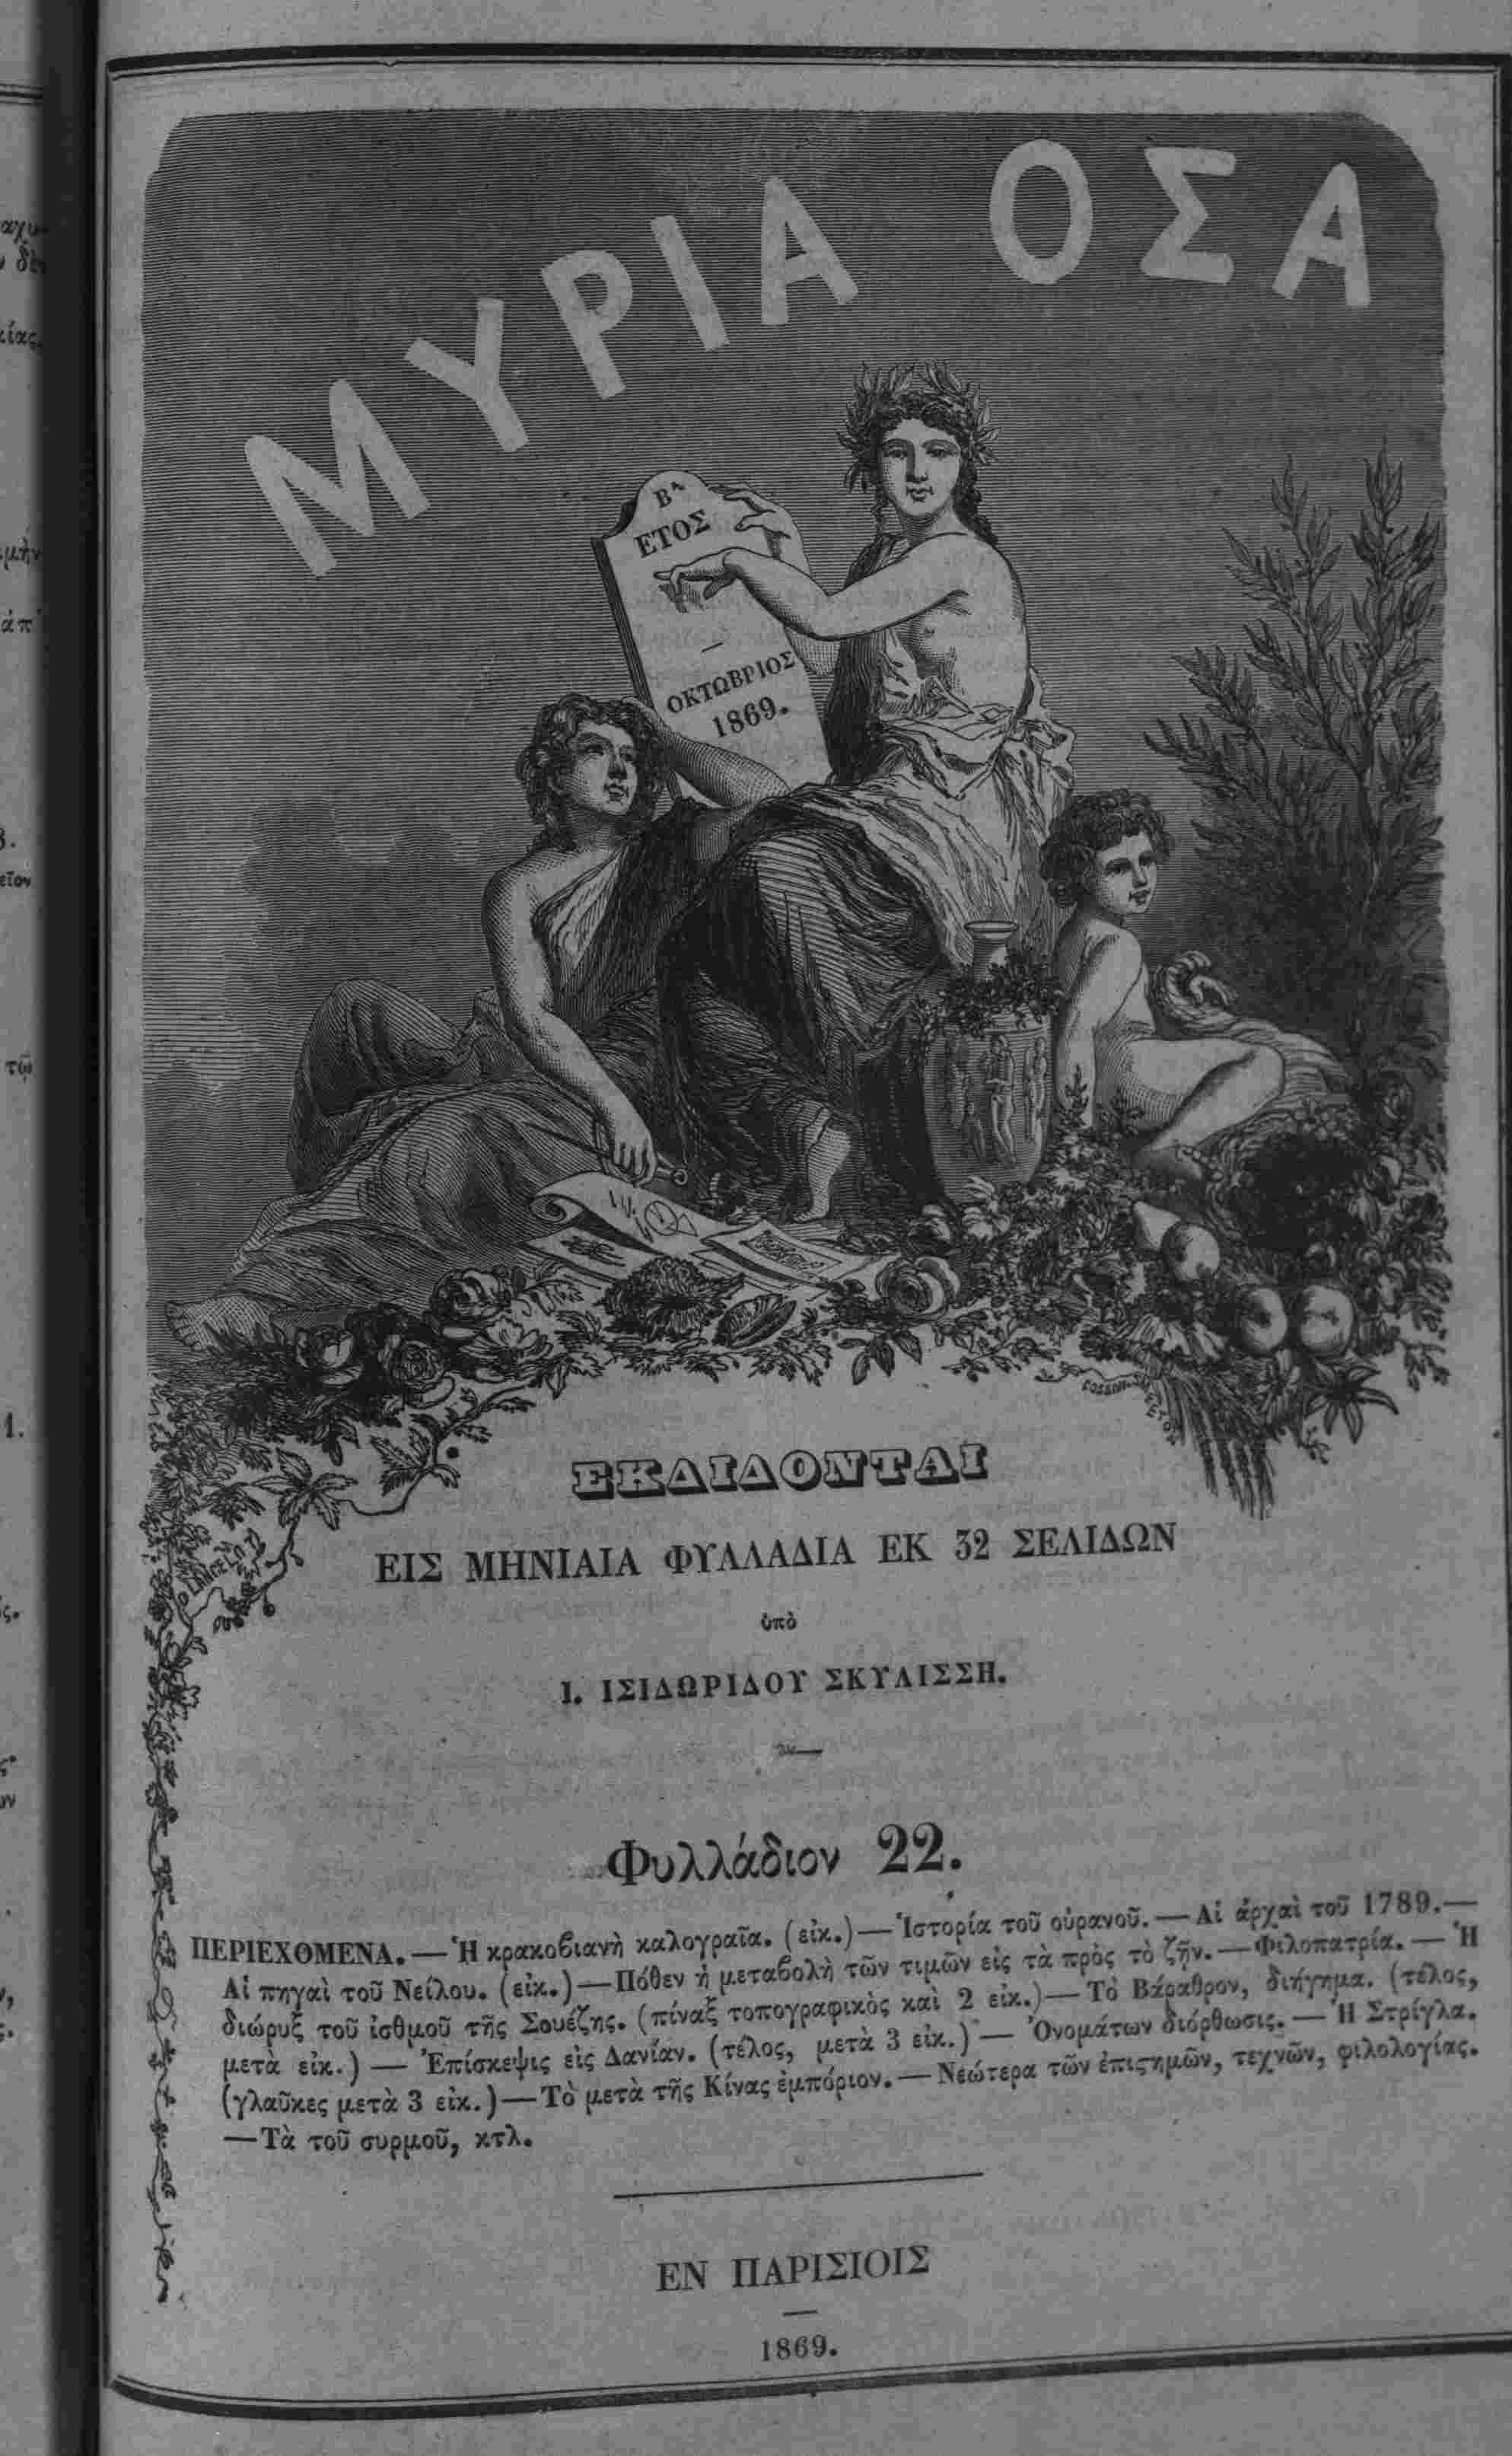 ΜΥΡΙΑ ΟΣΑ
Βᴬ
ΕΤΟΣ
—
ΟΚΤΩΒΡΙΟΣ
1869.
ΕΚΔΙΔΟΝΤΑΙ
ΕΙΣ ΜΗΝΙΑΙΑ ΦΥΛΛΑΔΙΑ ΕΚ 32 ΣΕΛΙΔΩΝ
ὑπὸ
Ι. ΙΣΙΔΩΡΙΔΟΥ ΣΚΥΛΙΣΣΗ.
Φυλλάδιον 22.
ΠΕΡΙΕΧΟΜΕΝΑ. — Ἡ κρακοβιανὴ καλογραῖα. (εἰκ.) — Ἱστορία τοῦ οὐρανοῦ. — Αἱ ἀρχαὶ τοῦ 1789. —
Αἱ πηγαὶ τοῦ Νείλου. (εἰκ.) — Πόθεν ἡ μεταβολὴ τῶν τιμῶν εἰς τὰ πρὸς τὸ ζῆν. — Φιλοπατρία. — Ἡ
διώρυξ τοῦ ἰσθμοῦ τῆς Σουέζης. (πίναξ τοπογραφικὸς καὶ 2 εἰκ.) — Τὸ Βάραθρον, διήγημα. (τέλος,
μετὰ εἰκ.) — Ἐπίσκεψις εἰς Δανίαν. (τέλος, μετὰ 3 εἰκ.) — Ὀνομάτων διόρθωσις. — Ἡ Στρίγλα.
(γλαῦκες μετὰ 3 εἰκ.) — Τὸ μετὰ τῆς Κίνας ἐμπόριον. — Νεώτερα τῶν ἐπιϛημῶν, τεχνῶν, φιλολογίας.
— Τὰ τοῦ συρμοῦ, κτλ.
ΕΝ ΠΑΡΙΣΙΟΙΣ
—
1869.